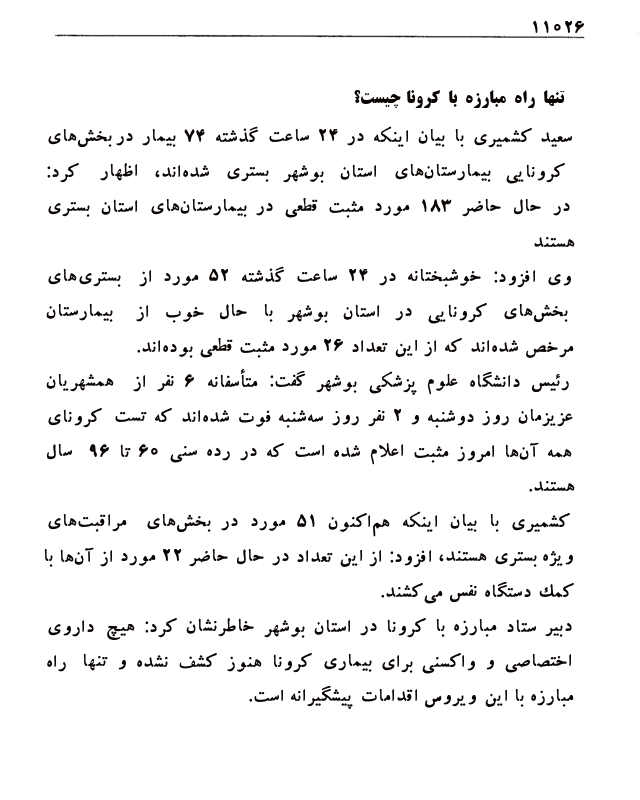 ۱۱۰۲۶
تنها راه مبارزه با کرونا چیست؟
سعید کشمیری با بیان اینکه در ۲۴ ساعت گذشته ۷۴ بیمار در بخش‌های
کرونایی بیمارستان‌های استان بوشهر بستری شده‌اند، اظهار کرد:
در حال حاضر ۱۸۳ مورد مثبت قطعی در بیمارستان‌های استان بستری
هستند
وی افزود: خوشبختانه در ۲۴ ساعت گذشته ۵۲ مورد از بستری‌های
بخش‌های کرونایی در استان بوشهر با حال خوب از بیمارستان
مرخص شده‌اند که از این تعداد ۲۶ مورد مثبت قطعی بوده‌اند.
رئیس دانشگاه علوم پزشکی بوشهر گفت: متأسفانه ۶ نفر از همشهریان
عزیزمان روز دوشنبه و ۲ نفر روز سه‌شنبه فوت شده‌اند که تست کرونای
همه آن‌ها امروز مثبت اعلام شده است که در رده سنی ۶۰ تا ۹۶ سال
هستند.
کشمیری با بیان اینکه هم‌اکنون ۵۱ مورد در بخش‌های مراقبت‌های
ویژه بستری هستند، افزود: از این تعداد در حال حاضر ۲۲ مورد از آن‌ها با
کمك دستگاه نفس می‌کشند.
دبیر ستاد مبارزه با کرونا در استان بوشهر خاطرنشان کرد: هیچ داروی
اختصاصی و واکسنی برای بیماری کرونا هنوز کشف نشده و تنها راه
مبارزه با این ویروس اقدامات پیشگیرانه است.